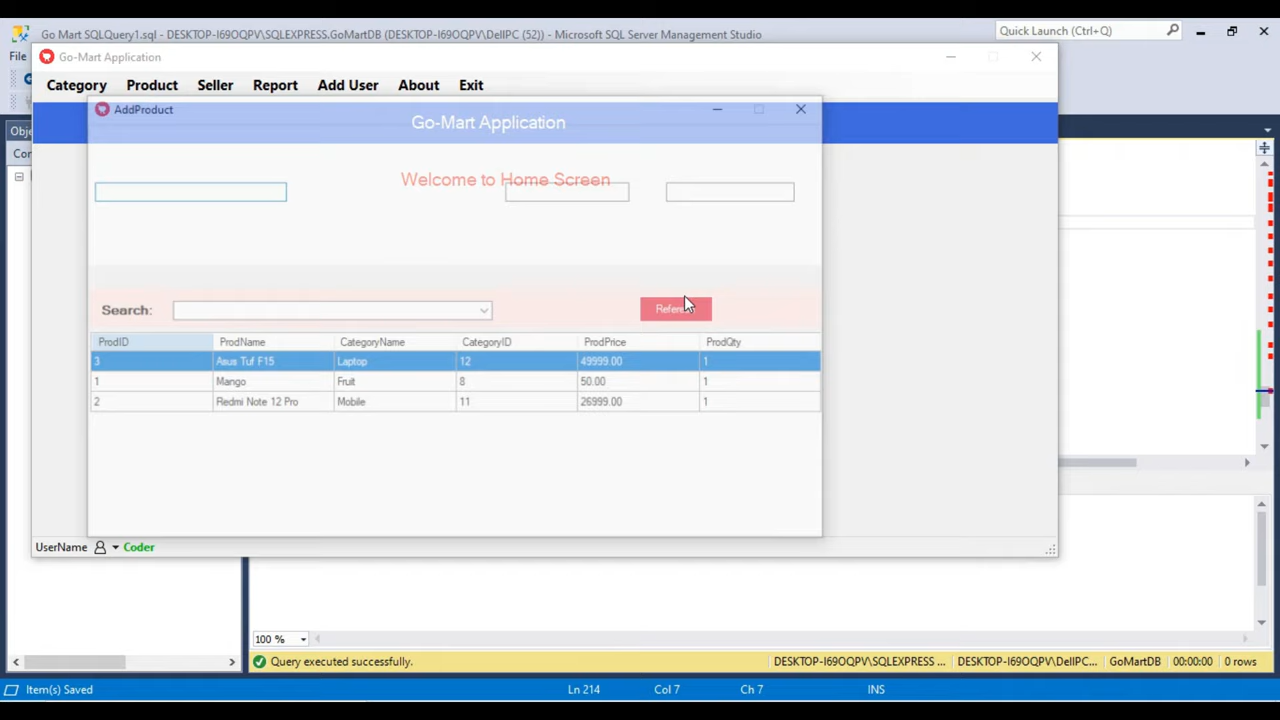 Go Mart SQLQuery1.sql - DESKTOP-I69OQPV\SQLEXPRESS.GoMartDB (DESKTOP-I69OQPV\DellPC (52)) - Microsoft SQL Server Management Studio
Quick Launch (Ctrl+Q)
File
Go-Mart Application
Category Product Seller Report Add User About Exit
AddProduct
Go-Mart Application
Welcome to Home Screen
Search:
ProdID ProdName CategoryName CategoryID ProdPrice ProdQty
3 Asus Tuf F15 Laptop 12 49999.00 1
1 Mango Fruit 8 50.00 1
2 Redmi Note 12 Pro Mobile 11 26999.00 1
UserName Coder
100 %
Query executed successfully. DESKTOP-I69OQPV\SQLEXPRESS ... DESKTOP-I69OQPV\DellPC... GoMartDB 00:00:00 0 rows
Item(s) Saved Ln 214 Col 7 Ch 7 INS